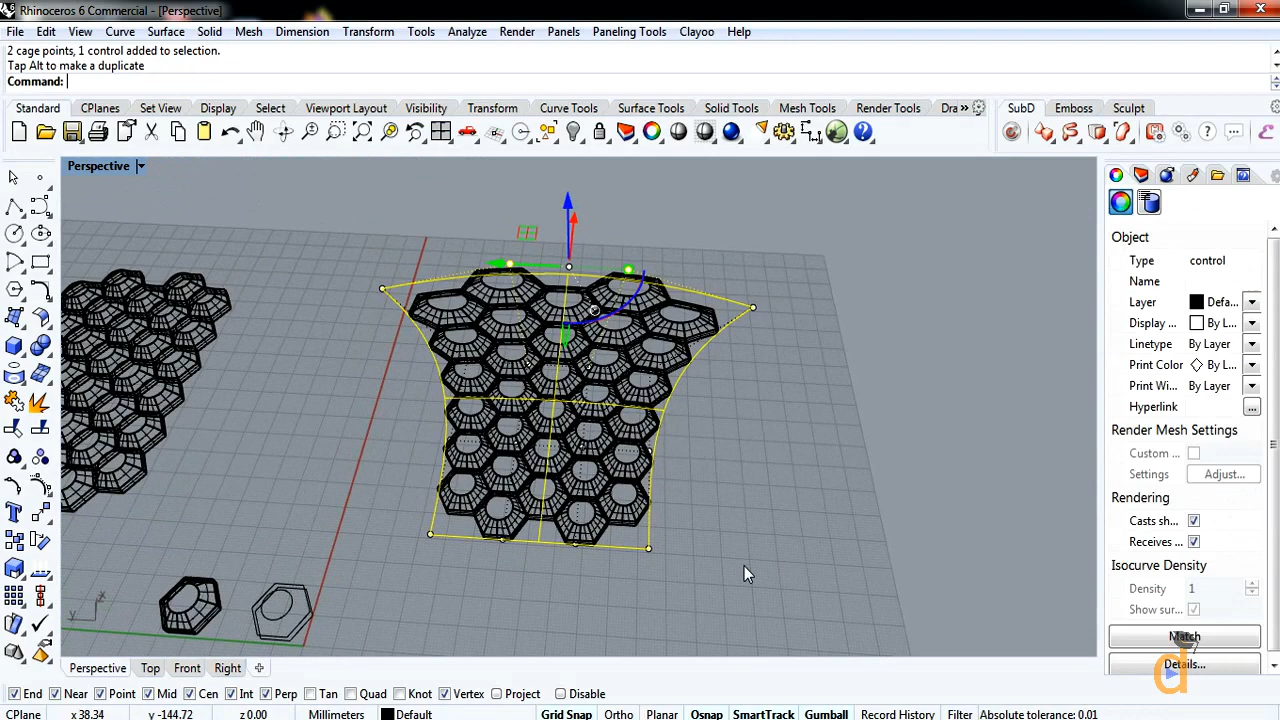 Rhinoceros 6 Commercial - [Perspective]
File Edit View Curve Surface Solid Mesh Dimension Transform Tools Analyze Render Panels Paneling Tools Clayoo Help
2 cage points, 1 control added to selection.
Tap Alt to make a duplicate
Command:
Standard CPlanes Set View Display Select Viewport Layout Visibility Transform Curve Tools Surface Tools Solid Tools Mesh Tools Render Tools Dra » SubD Emboss Sculpt
Perspective
Object
Type control
Name
Layer Defa...
Display ... By L...
Linetype By Layer
Print Color By L...
Print Wi... By Layer
Hyperlink ...
Render Mesh Settings
Custom ...
Settings Adjust...
Rendering
Casts sh...
Receives ...
Isocurve Density
Density 1
Show sur...
Match
Details...
y x
Perspective Top Front Right
End Near Point Mid Cen Int Perp Tan Quad Knot Vertex Project Disable
CPlane x 38.34 y -144.72 z 0.00 Millimeters Default Grid Snap Ortho Planar Osnap SmartTrack Gumball Record History Filter Absolute tolerance: 0.01